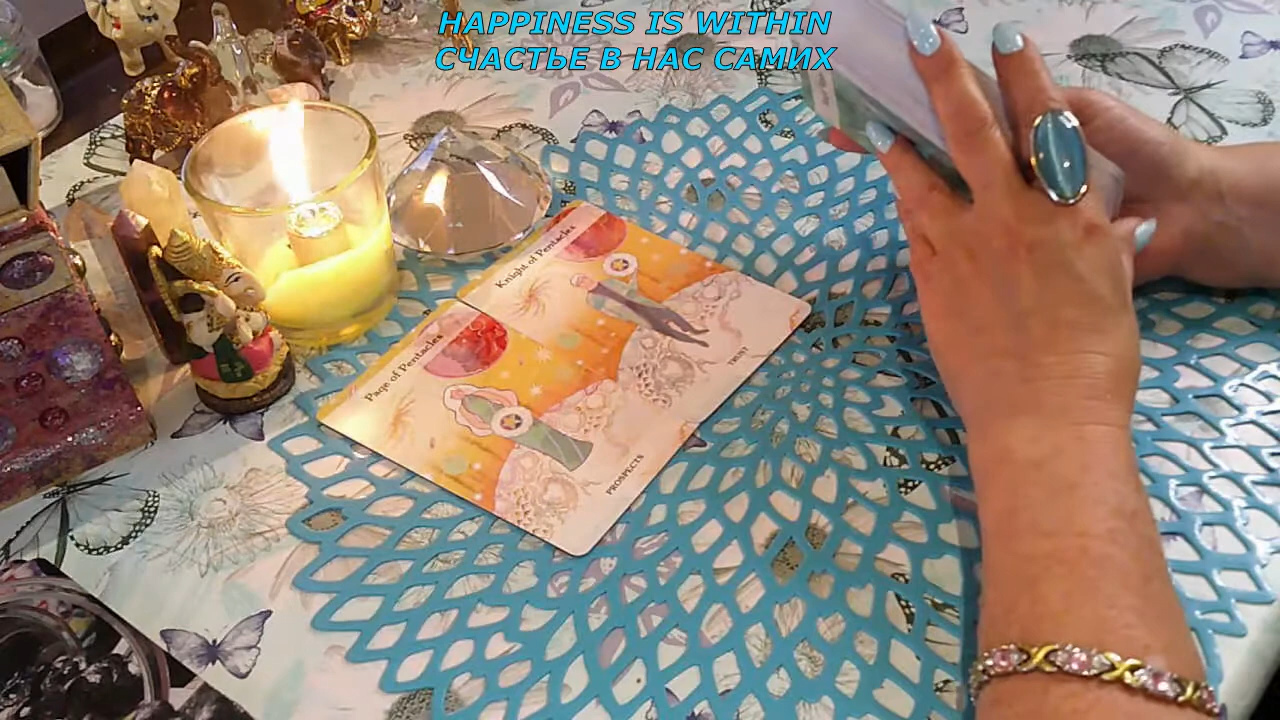 HAPPINESS IS WITHIN
СЧАСТЬЕ В НАС САМИХ
Knight of Pentacles
TRUST
Page of Pentacles
PROSPECTS